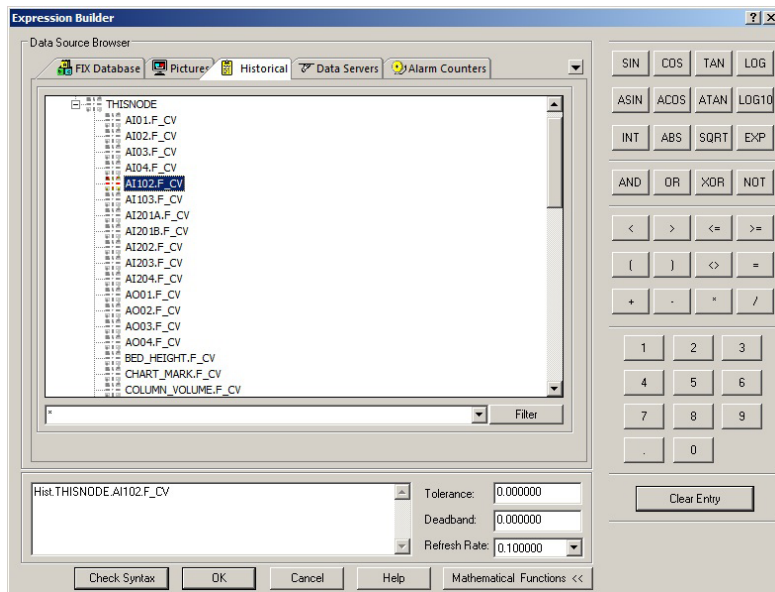 Expression Builder
Data Source Browser
FIX Database Pictures Historical Data Servers Alarm Counters
THISNODE
AI01.F_CV
AI02.F_CV
AI03.F_CV
AI04.F_CV
AI102.F_CV
AI103.F_CV
AI201A.F_CV
AI201B.F_CV
AI202.F_CV
AI203.F_CV
AI204.F_CV
AO01.F_CV
AO02.F_CV
AO03.F_CV
AO04.F_CV
BED_HEIGHT.F_CV
CHART_MARK.F_CV
COLUMN_VOLUME.F_CV
* Filter
Hist.THISNODE.AI102.F_CV
Tolerance: 0.000000
Deadband: 0.000000
Refresh Rate: 0.100000
Check Syntax OK Cancel Help Mathematical Functions <<
SIN COS TAN LOG
ASIN ACOS ATAN LOG10
INT ABS SQRT EXP
AND OR XOR NOT
< > <= >=
( ) <> =
+ - * /
1 2 3
4 5 6
7 8 9
. 0
Clear Entry